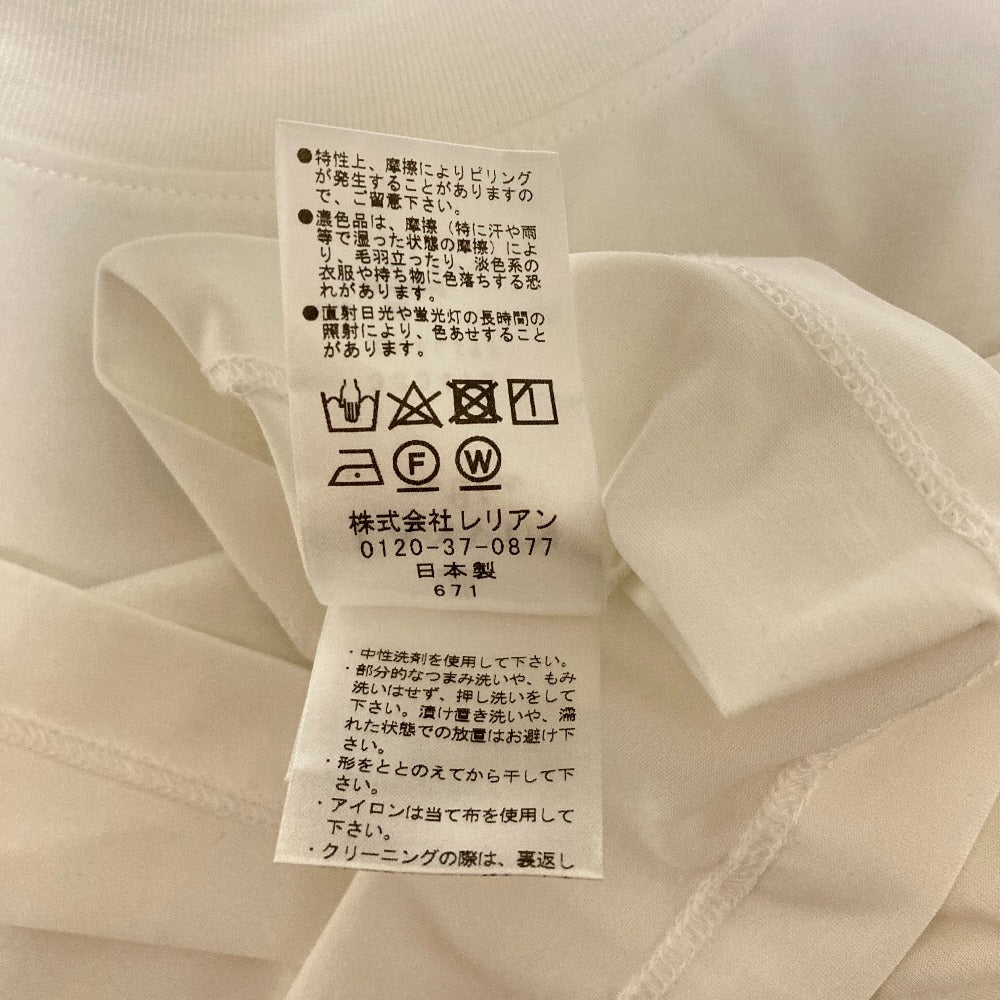 ●特性上、摩擦によりピリング
が発生することがありますの
で、ご留意下さい。
●濃色品は、摩擦（特に汗や雨
等で湿った状態の摩擦）によ
り、毛羽立ったり、淡色系の
衣服や持ち物に色落ちする恐
れがあります。
●直射日光や蛍光灯の長時間の
照射により、色あせすること
があります。
F W
株式会社レリアン
0120-37-0877
日本製
671
・中性洗剤を使用して下さい。
・部分的なつまみ洗いや、もみ
洗いはせず、押し洗いをして
下さい。漬け置き洗いや、濡
れた状態での放置はお避け下
さい。
・形をととのえてから干して下
さい。
・アイロンは当て布を使用して
下さい。
・クリーニングの際は、裏返し